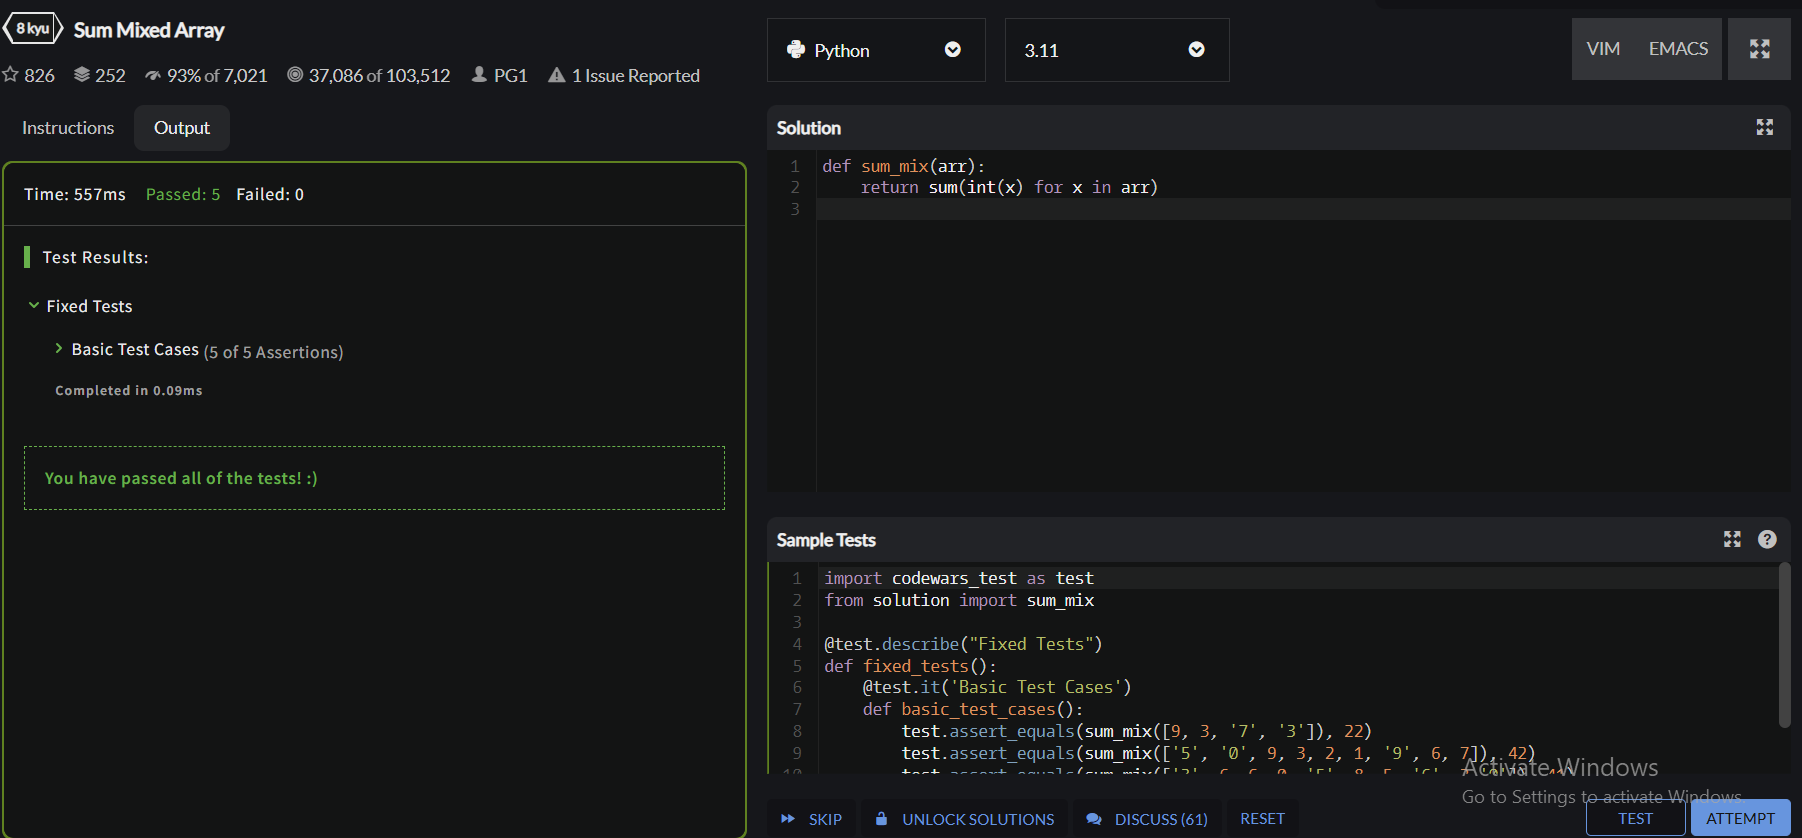 8 kyu Sum Mixed Array
826 252 93% of 7,021 37,086 of 103,512 PG1 1 Issue Reported
Instructions Output
Time: 557ms Passed: 5 Failed: 0
Test Results:
Fixed Tests
Basic Test Cases (5 of 5 Assertions)
Completed in 0.09ms
You have passed all of the tests! :)
Python 3.11 VIM EMACS
Solution
1 def sum_mix(arr):
2 return sum(int(x) for x in arr)
3
Sample Tests
1 import codewars_test as test
2 from solution import sum_mix
3
4 @test.describe("Fixed Tests")
5 def fixed_tests():
6 @test.it('Basic Test Cases')
7 def basic_test_cases():
8 test.assert_equals(sum_mix([9, 3, '7', '3']), 22)
9 test.assert_equals(sum_mix(['5', '0', 9, 3, 2, 1, '9', 6, 7]), 42)
Activate Windows
Go to Settings to activate Windows.
SKIP UNLOCK SOLUTIONS DISCUSS (61) RESET TEST ATTEMPT